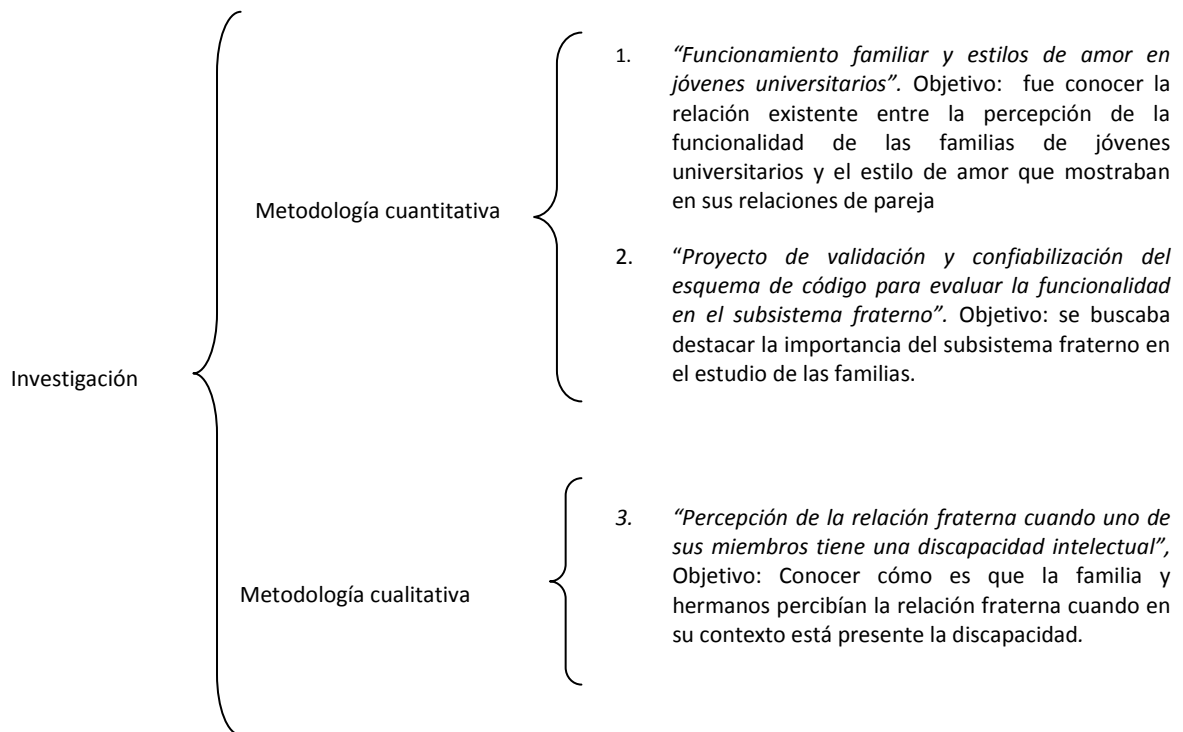 Investigación
Metodología cuantitativa
1. “Funcionamiento familiar y estilos de amor en
jóvenes universitarios”. Objetivo: fue conocer la
relación existente entre la percepción de la
funcionalidad de las familias de jóvenes
universitarios y el estilo de amor que mostraban
en sus relaciones de pareja
2. “Proyecto de validación y confiabilización del
esquema de código para evaluar la funcionalidad
en el subsistema fraterno”. Objetivo: se buscaba
destacar la importancia del subsistema fraterno en
el estudio de las familias.
Metodología cualitativa
3. “Percepción de la relación fraterna cuando uno de
sus miembros tiene una discapacidad intelectual”,
Objetivo: Conocer cómo es que la familia y
hermanos percibían la relación fraterna cuando en
su contexto está presente la discapacidad.